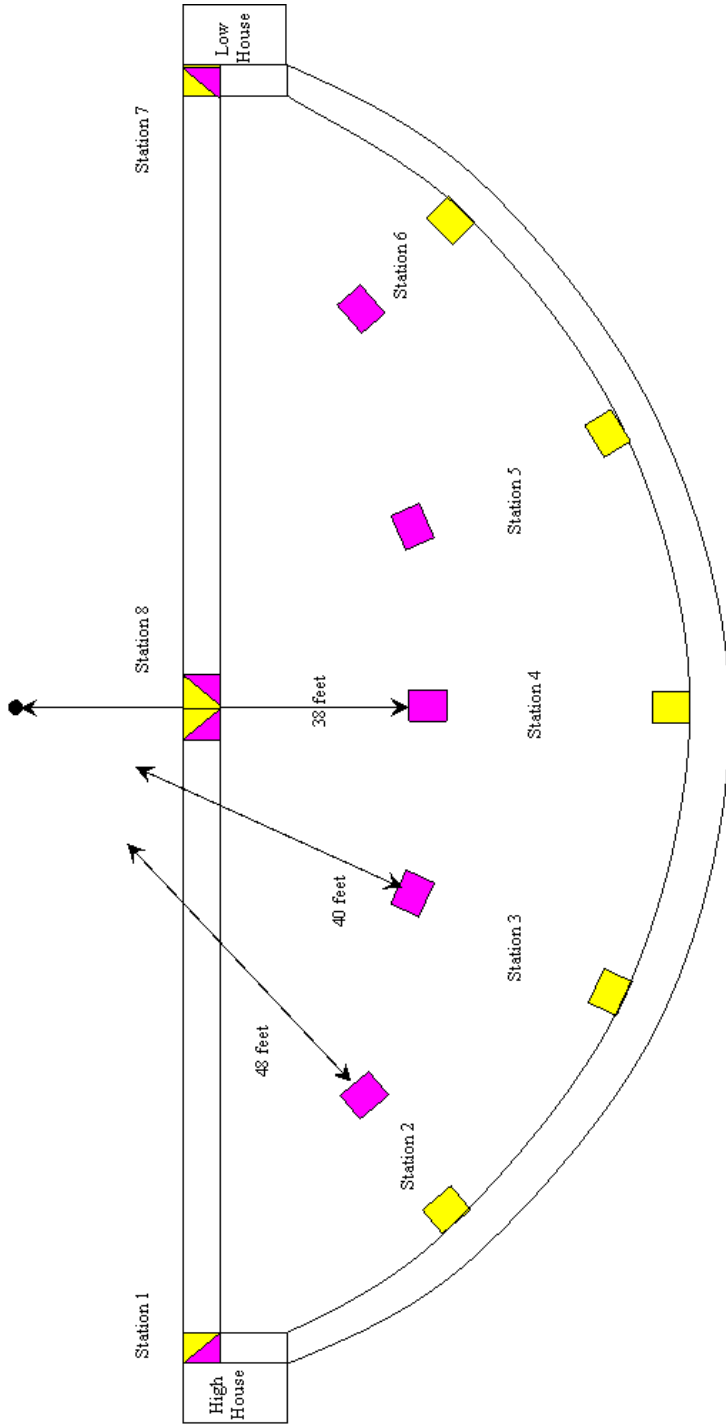 Station 1
Station 8
Station 7
High
House
Low
House
48 feet
38 feet
40 feet
Station 2
Station 6
Station 3
Station 5
Station 4